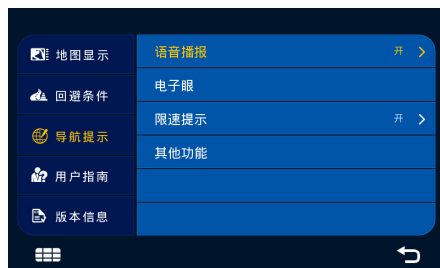 地图显示
回避条件
导航提示
用户指南
版本信息
语音播报 开
电子眼
限速提示 开
其他功能